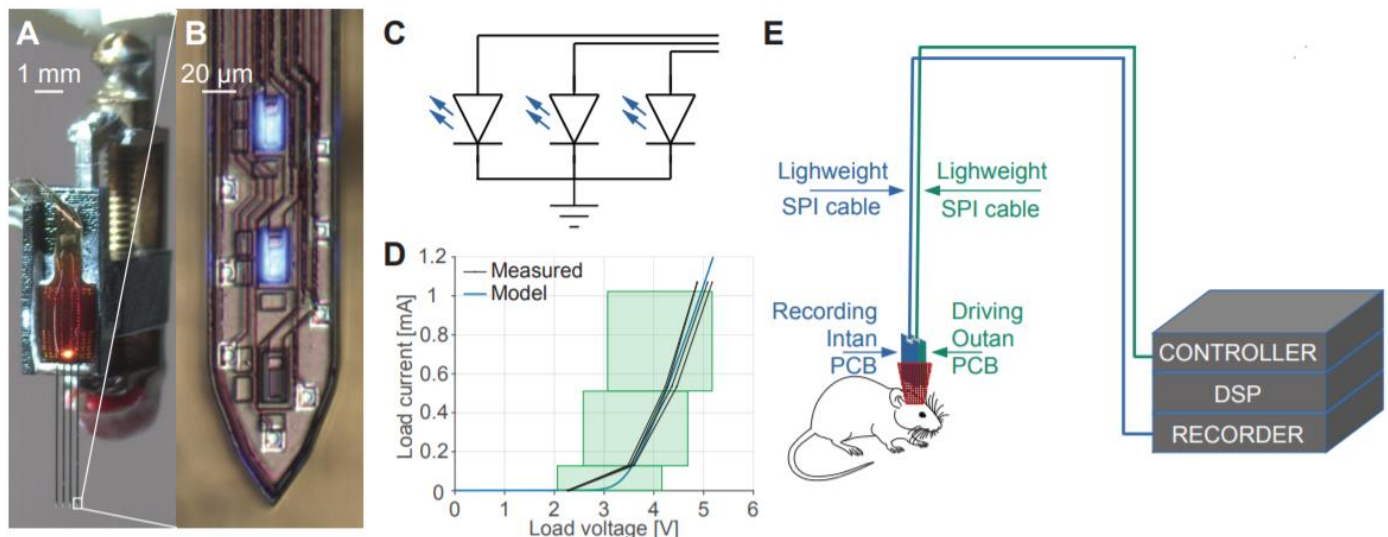 A
1 mm
B
20 µm
C
D
1.2
1
0.8
0.6
0.4
0.2
0
0 1 2 3 4 5 6
Load current [mA]
Load voltage [V]
Measured
Model
E
Lighweight
SPI cable
Lighweight
SPI cable
Recording
Intan
PCB
Driving
Outan
PCB
CONTROLLER
DSP
RECORDER